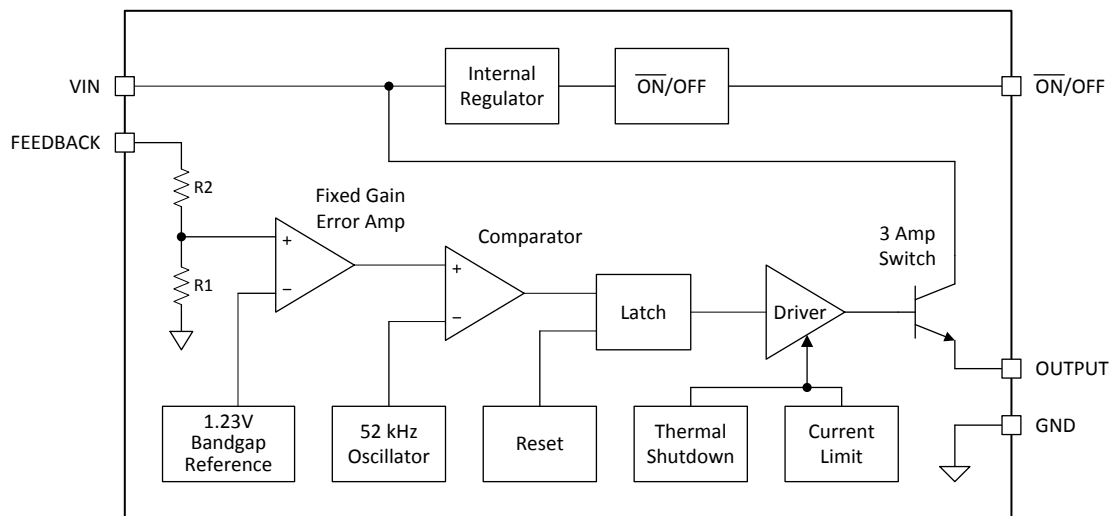 VIN
Internal
Regulator
ON/OFF
ON/OFF
FEEDBACK
R2
Fixed Gain
Error Amp
Comparator
3 Amp
Switch
+
−
R1
+
−
Latch
Driver
OUTPUT
1.23V
Bandgap
Reference
52 kHz
Oscillator
Reset
Thermal
Shutdown
Current
Limit
GND